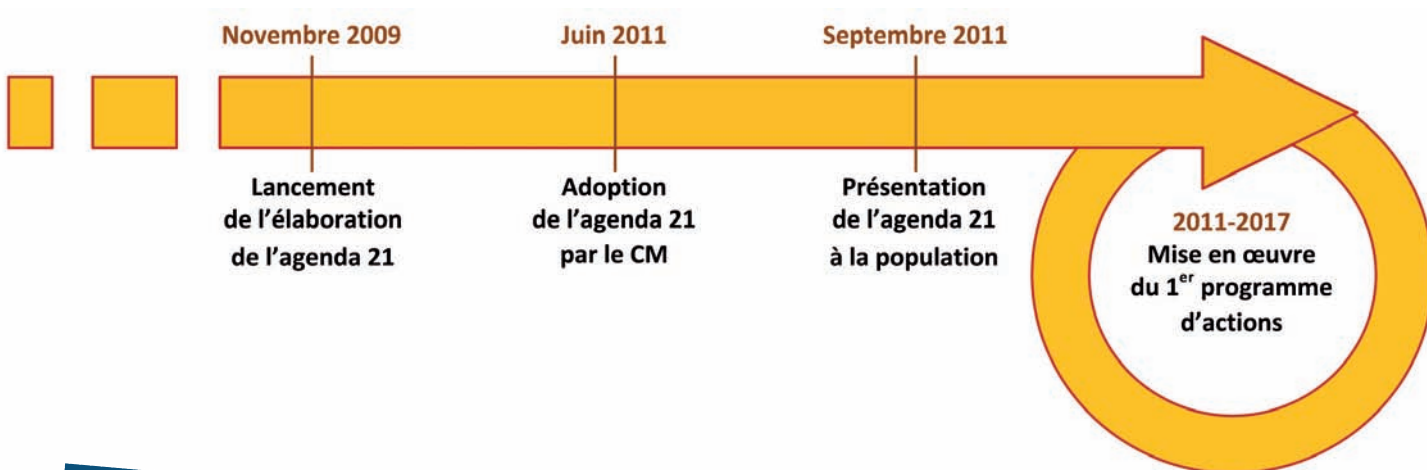 Novembre 2009
Juin 2011
Septembre 2011
Lancement
de l'élaboration
de l'agenda 21
Adoption
de l'agenda 21
par le CM
Présentation
de l'agenda 21
à la population
2011-2017
Mise en œuvre
du 1er programme
d'actions